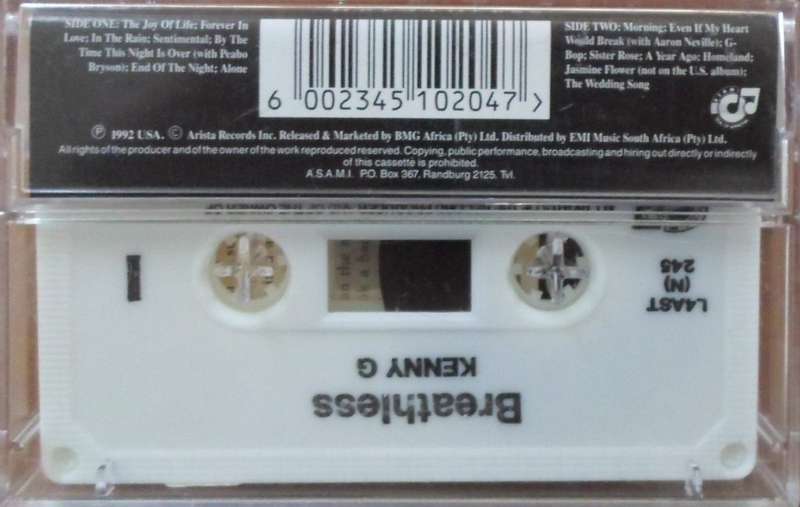 SIDE ONE: The Joy Of Life; Forever In
Love; In The Rain; Sentimental; By
The Time This Night Is Over (with Peabo
Bryson); End Of The Night; Alone
6 002345 102047 >
SIDE TWO: Morning; Even If My Heart
Would Break (with Aaron Neville); G-
Bop; Sister Rose; A Year Ago; Homeland;
Jasmine Flower (not on the U.S. album);
The Wedding Song
Ⓟ 1992 USA. © Arista Records Inc. Released & Marketed by BMG Africa (Pty) Ltd. Distributed by EMI Music South Africa (Pty) Ltd.
All rights of the producer and of the owner of the work reproduced reserved. Copying, public performance, broadcasting and hiring out directly or indirectly
of this cassette is prohibited.
A.S.A.M.I. P.O. Box 367, Randburg 2125, Tvl.
L4AST
(N)
245
KENNY G
Breathless